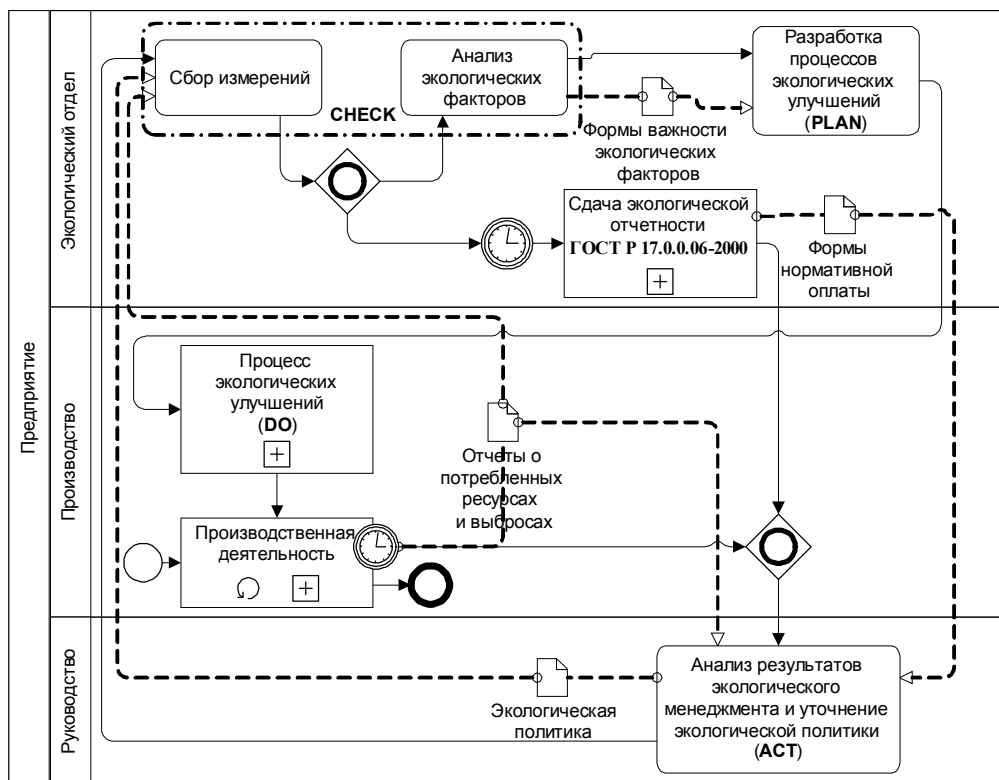 Предприятие
Экологический отдел
Сбор измерений
Анализ
экологических
факторов
CHECK
Разработка
процессов
экологических
улучшений
(PLAN)
Формы важности
экологических
факторов
Сдача экологической
отчетности
ГОСТ Р 17.0.0.06-2000
Формы
нормативной
оплаты
Производство
Процесс
экологических
улучшений
(DO)
Отчеты о
потребленных
ресурсах
и выбросах
Производственная
деятельность
Руководство
Экологическая
политика
Анализ результатов
экологического
менеджмента и уточнение
экологической политики
(ACT)